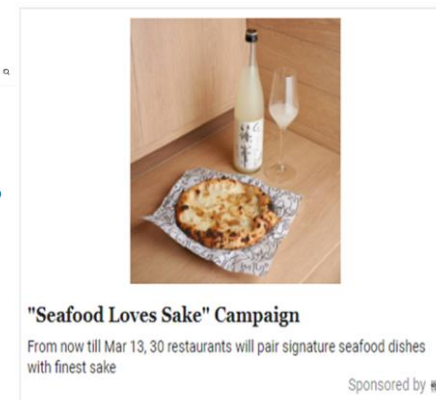 "Seafood Loves Sake" Campaign
From now till Mar 13, 30 restaurants will pair signature seafood dishes
with finest sake
Sponsored by